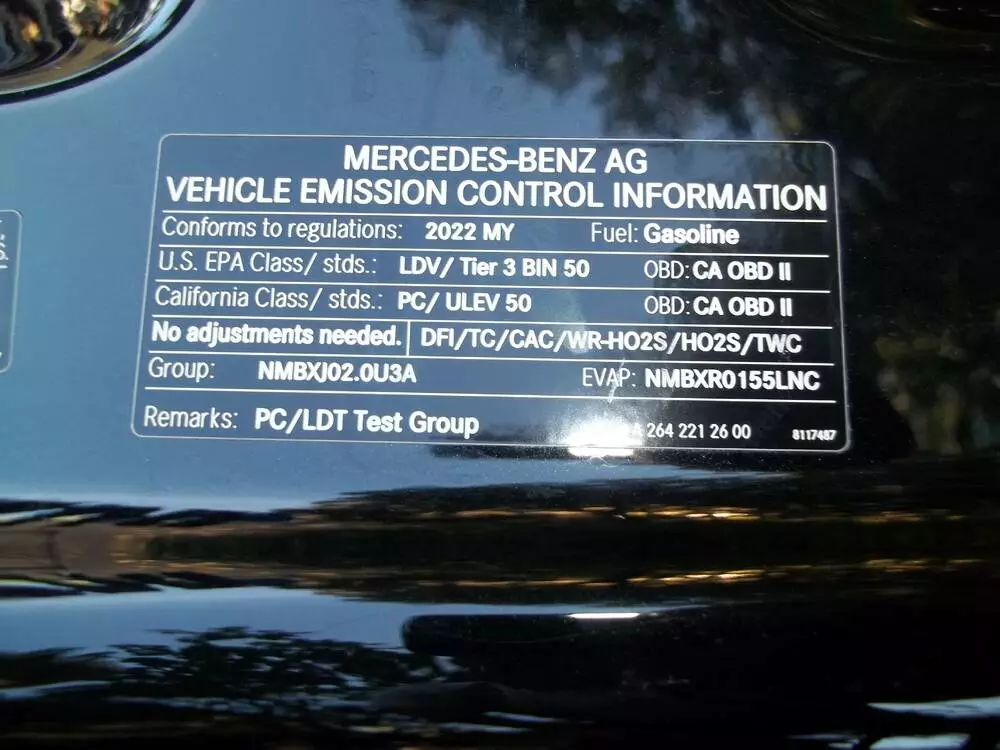 MERCEDES-BENZ AG
VEHICLE EMISSION CONTROL INFORMATION
Conforms to regulations: 2022 MY Fuel: Gasoline
U.S. EPA Class/ stds.: LDV/ Tier 3 BIN 50 OBD: CA OBD II
California Class/ stds.: PC/ ULEV 50 OBD: CA OBD II
No adjustments needed. DFI/TC/CAC/WR-HO2S/HO2S/TWC
Group: NMBXJ02.0U3A EVAP: NMBXR0155LNC
Remarks: PC/LDT Test Group A 264 221 26 00 8117487